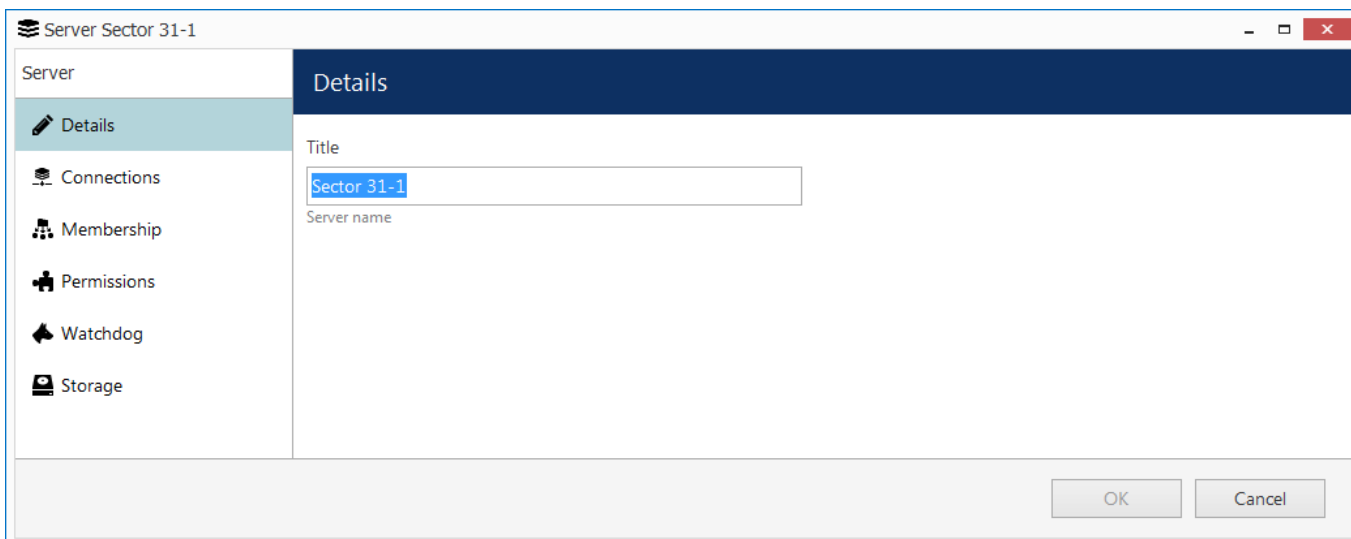 Server Sector 31-1
Server
Details
Connections
Membership
Permissions
Watchdog
Storage
Details
Title
Sector 31-1
Server name
OK
Cancel